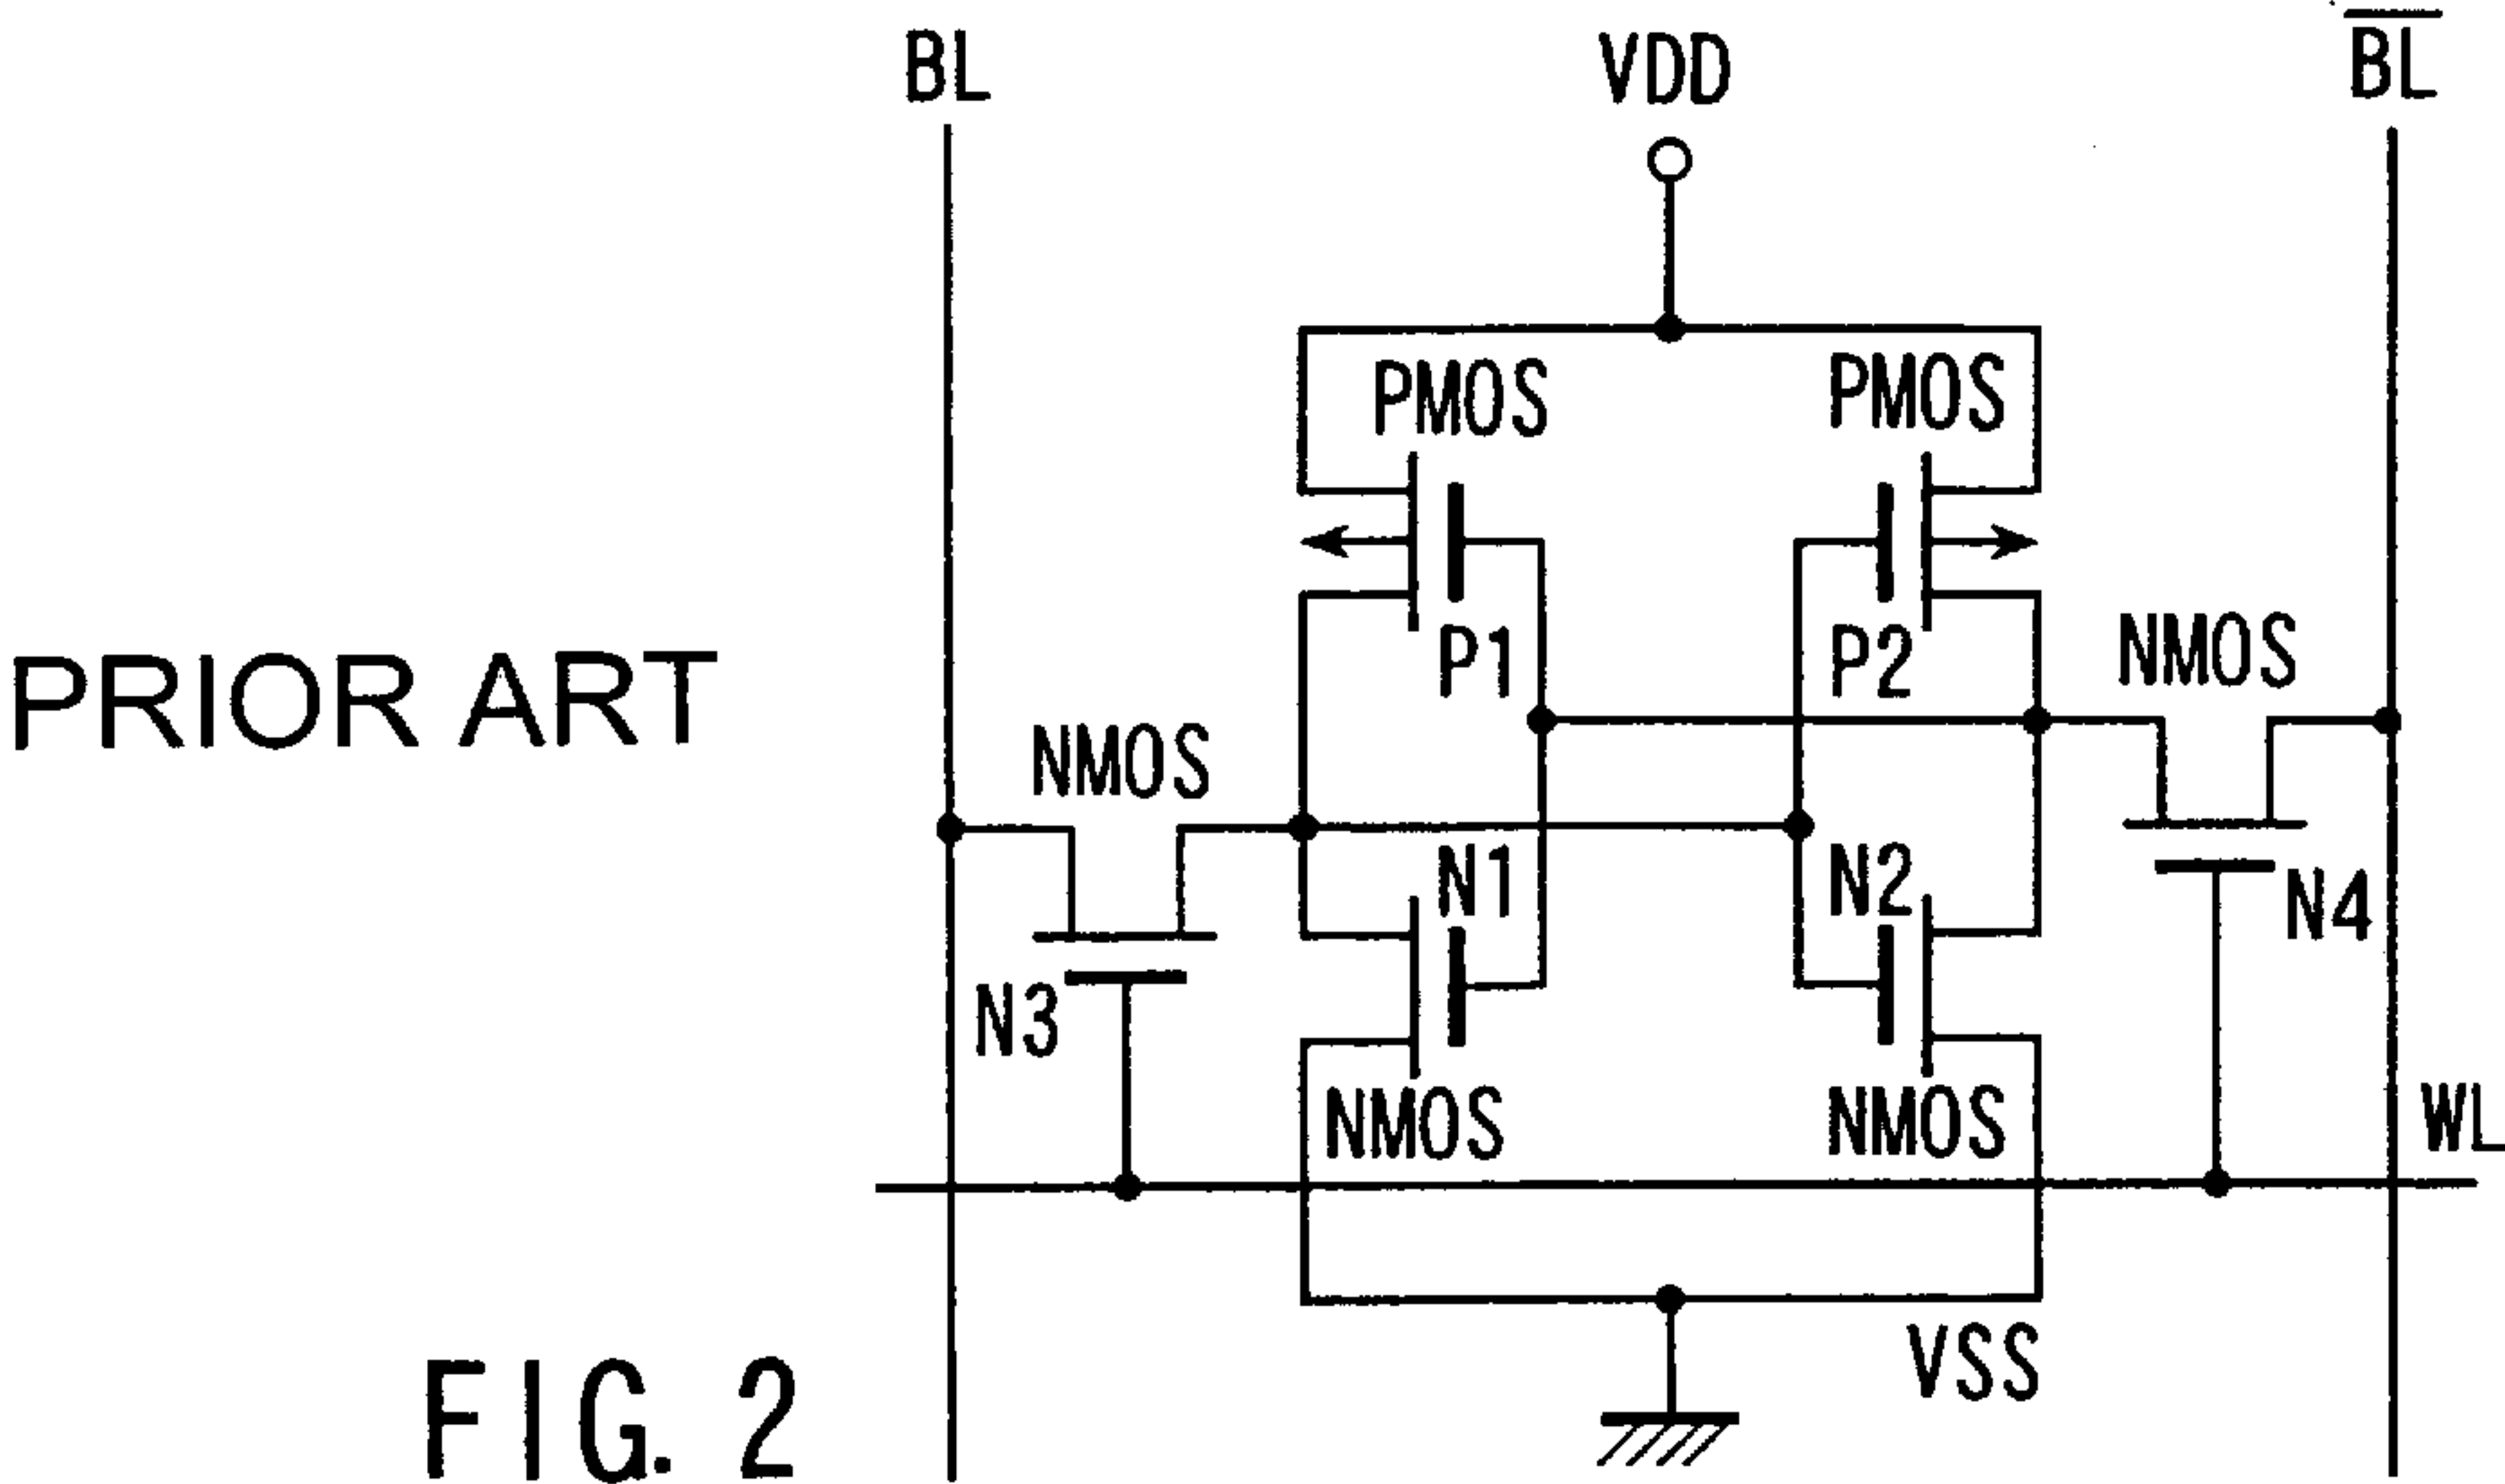 BL
VDD
B̅L̅
PMOS
PMOS
P1
P2
NMOS
PRIOR ART
NMOS
N1
N2
N4
N3
NMOS
NMOS
WL
VSS
FIG. 2